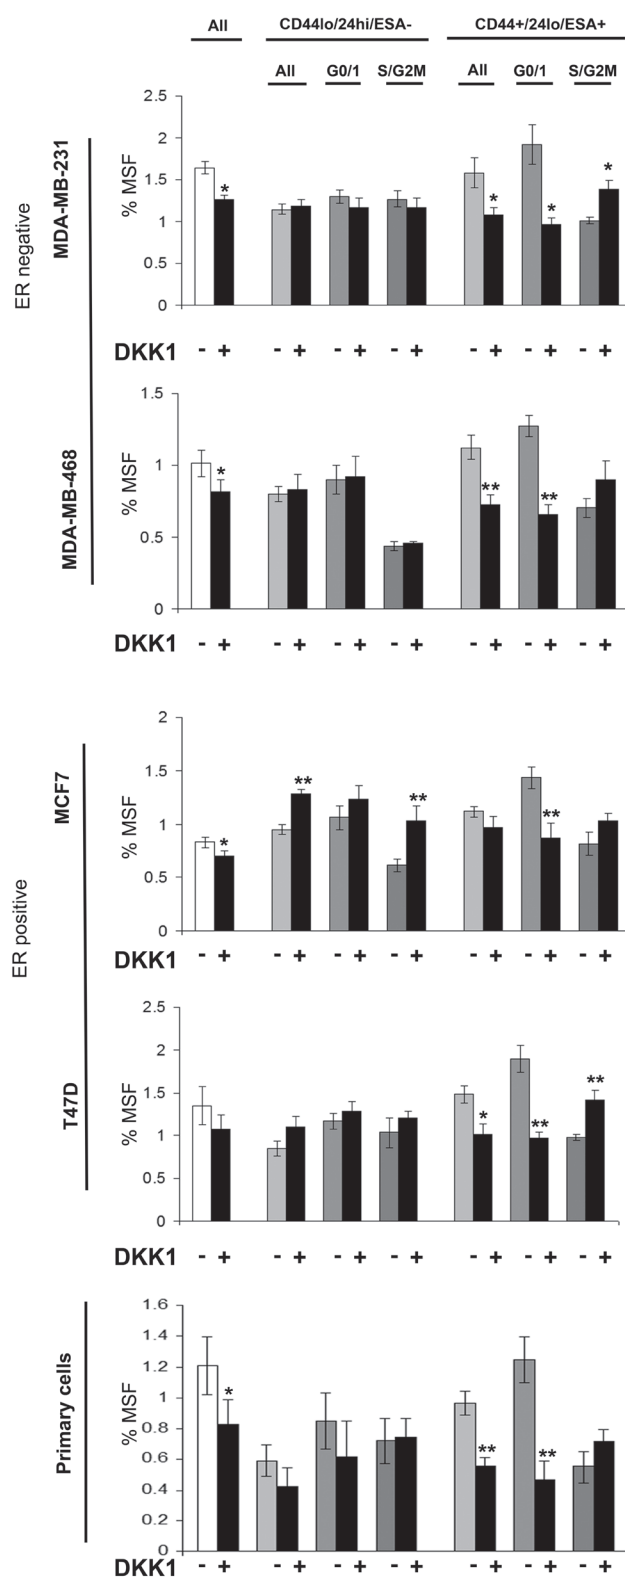 All CD44lo/24hi/ESA- CD44+/24lo/ESA+
All G0/1 S/G2M All G0/1 S/G2M
ER negative
MDA-MB-231
% MSF
2.5
2
1.5
1
0.5
0
* * * *
DKK1 - + - + - + - + - + - + - +
MDA-MB-468
% MSF
1.5
1
0.5
0
* ** **
DKK1 - + - + - + - + - + - + - +
ER positive
MCF7
% MSF
2
1.5
1
0.5
0
* ** ** **
DKK1 - + - + - + - + - + - + - +
T47D
% MSF
2.5
2
1.5
1
0.5
0
* ** **
DKK1 - + - + - + - + - + - + - +
Primary cells
% MSF
1.6
1.4
1.2
1
0.8
0.6
0.4
0.2
0
* ** **
DKK1 - + - + - + - + - + - + - +